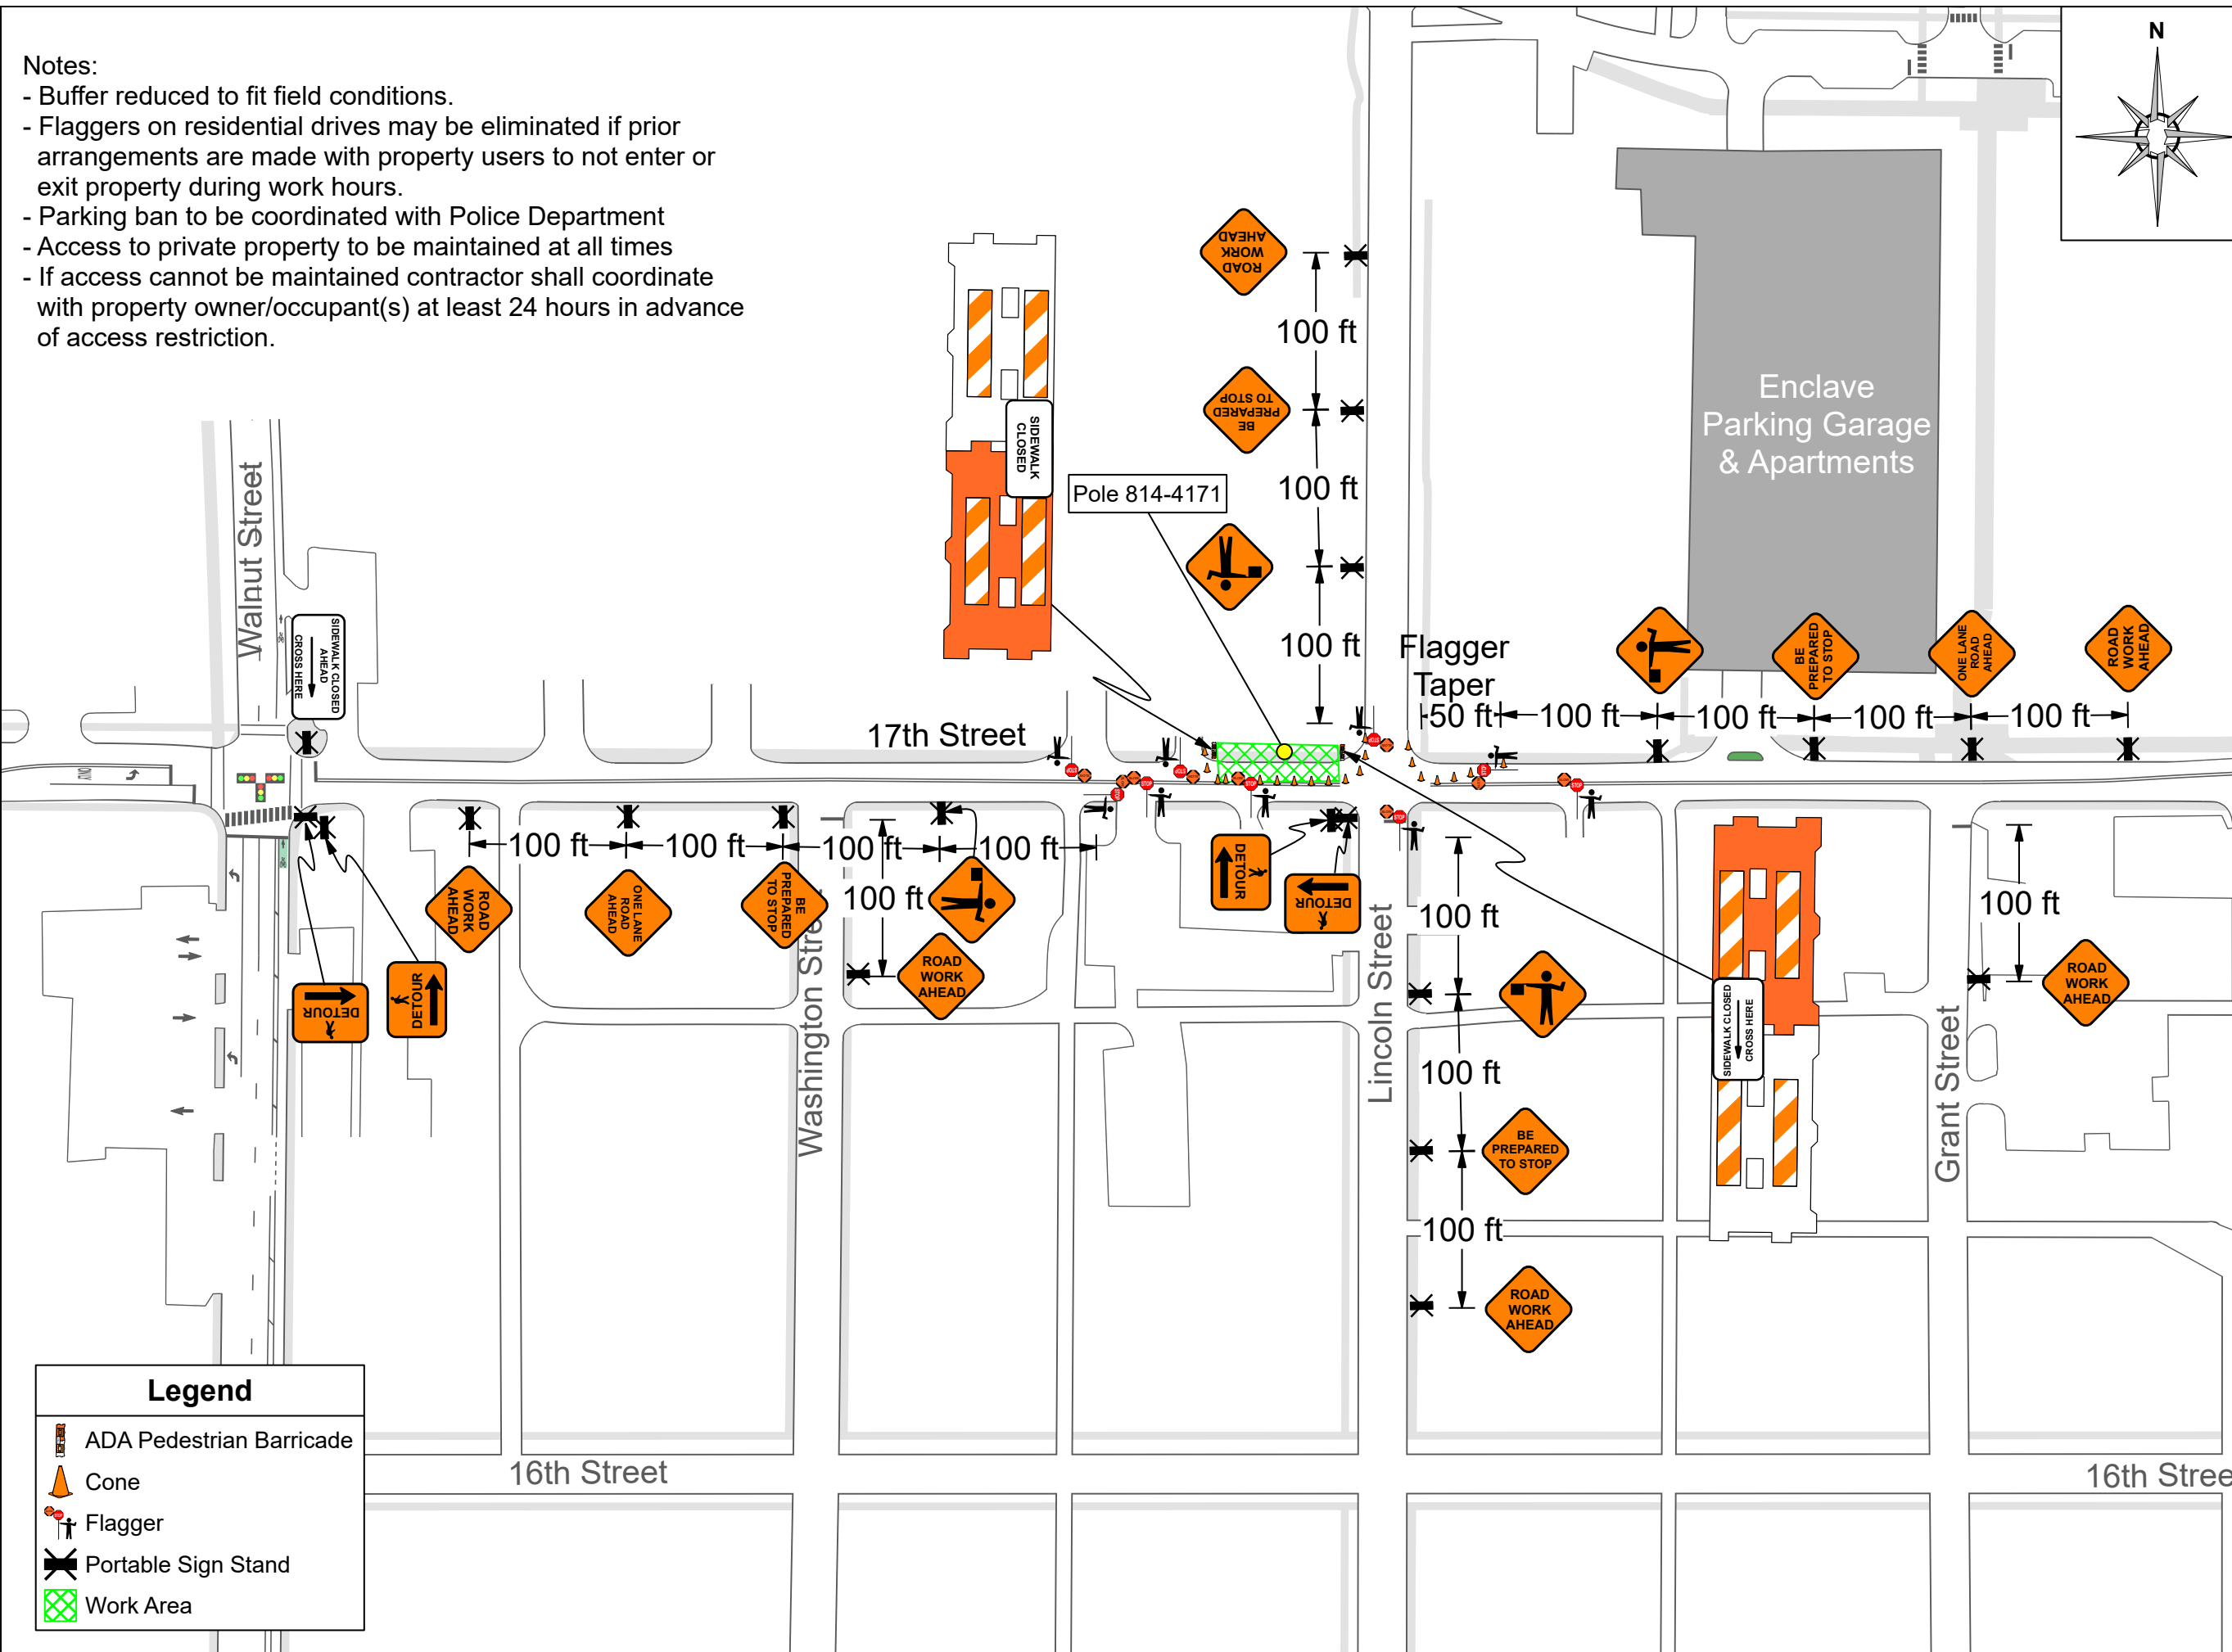 N
Notes:
- Buffer reduced to fit field conditions.
- Flaggers on residential drives may be eliminated if prior
arrangements are made with property users to not enter or
exit property during work hours.
- Parking ban to be coordinated with Police Department
- Access to private property to be maintained at all times
- If access cannot be maintained contractor shall coordinate
with property owner/occupant(s) at least 24 hours in advance
of access restriction.
ROAD
WORK
AHEAD
100 ft
BE
PREPARED
TO STOP
100 ft
100 ft
SIDEWALK
CLOSED
Pole 814-4171
Enclave
Parking Garage
& Apartments
Walnut Street
SIDEWALK CLOSED
AHEAD
CROSS HERE
17th Street
Flagger
Taper
50 ft
100 ft
100 ft
100 ft
100 ft
BE
PREPARED
TO STOP
ONE LANE
ROAD
AHEAD
ROAD
WORK
AHEAD
ONLY
STOP
STOP
STOP
STOP
STOP
100 ft
100 ft
100 ft
100 ft
ROAD
WORK
AHEAD
ONE LANE
ROAD
AHEAD
BE
PREPARED
TO STOP
100 ft
ROAD
WORK
AHEAD
DETOUR
DETOUR
DETOUR
DETOUR
Washington Street
Lincoln Street
100 ft
100 ft
BE
PREPARED
TO STOP
100 ft
ROAD
WORK
AHEAD
SIDEWALK CLOSED
CROSS HERE
Grant Street
100 ft
ROAD
WORK
AHEAD
16th Street
16th Stree
Legend
ADA Pedestrian Barricade
Cone
Flagger
Portable Sign Stand
Work Area